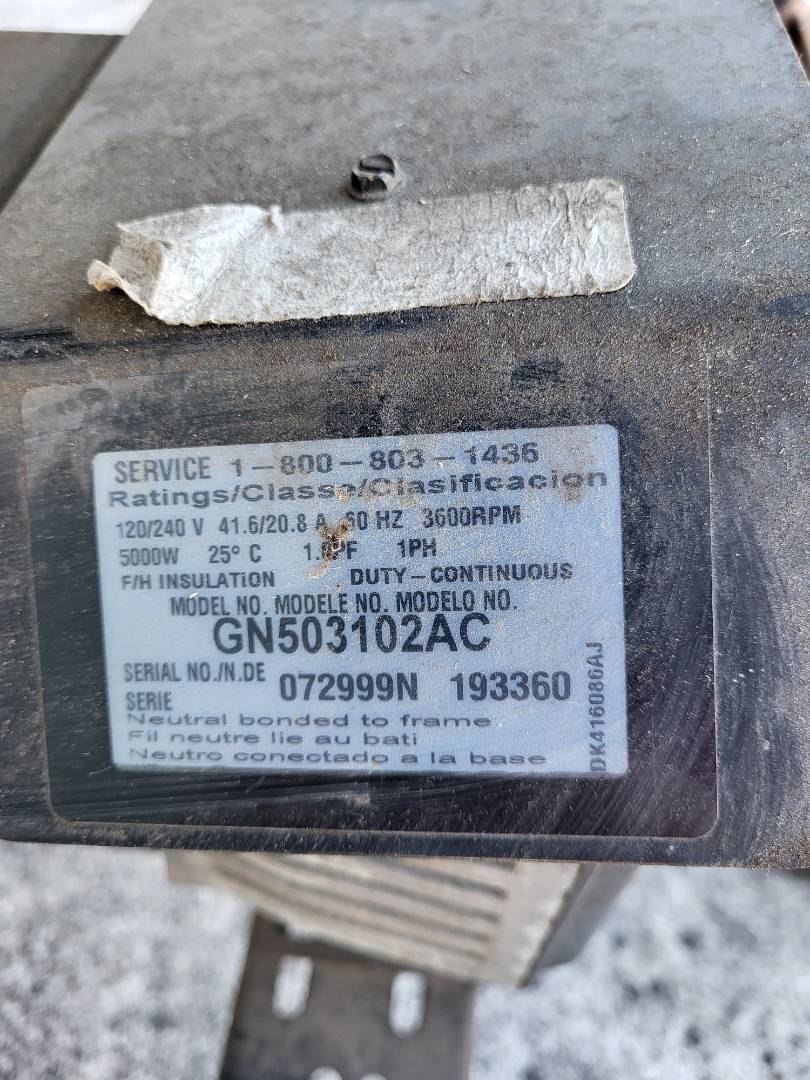 SERVICE 1-800-803-1436
Ratings/Classe/Clasificacion
120/240 V 41.6/20.8 A 60 HZ 3600RPM
5000W 25° C 1PH
F/H INSULATION DUTY-CONTINUOUS
MODEL NO. MODELE NO. MODELO NO.
GN503102AC
SERIAL NO./N.DE
SERIE 072999N 193360
Neutral bonded to frame
Fil neutre lie au bati
Neutro conectado a la base
DK416086AJ